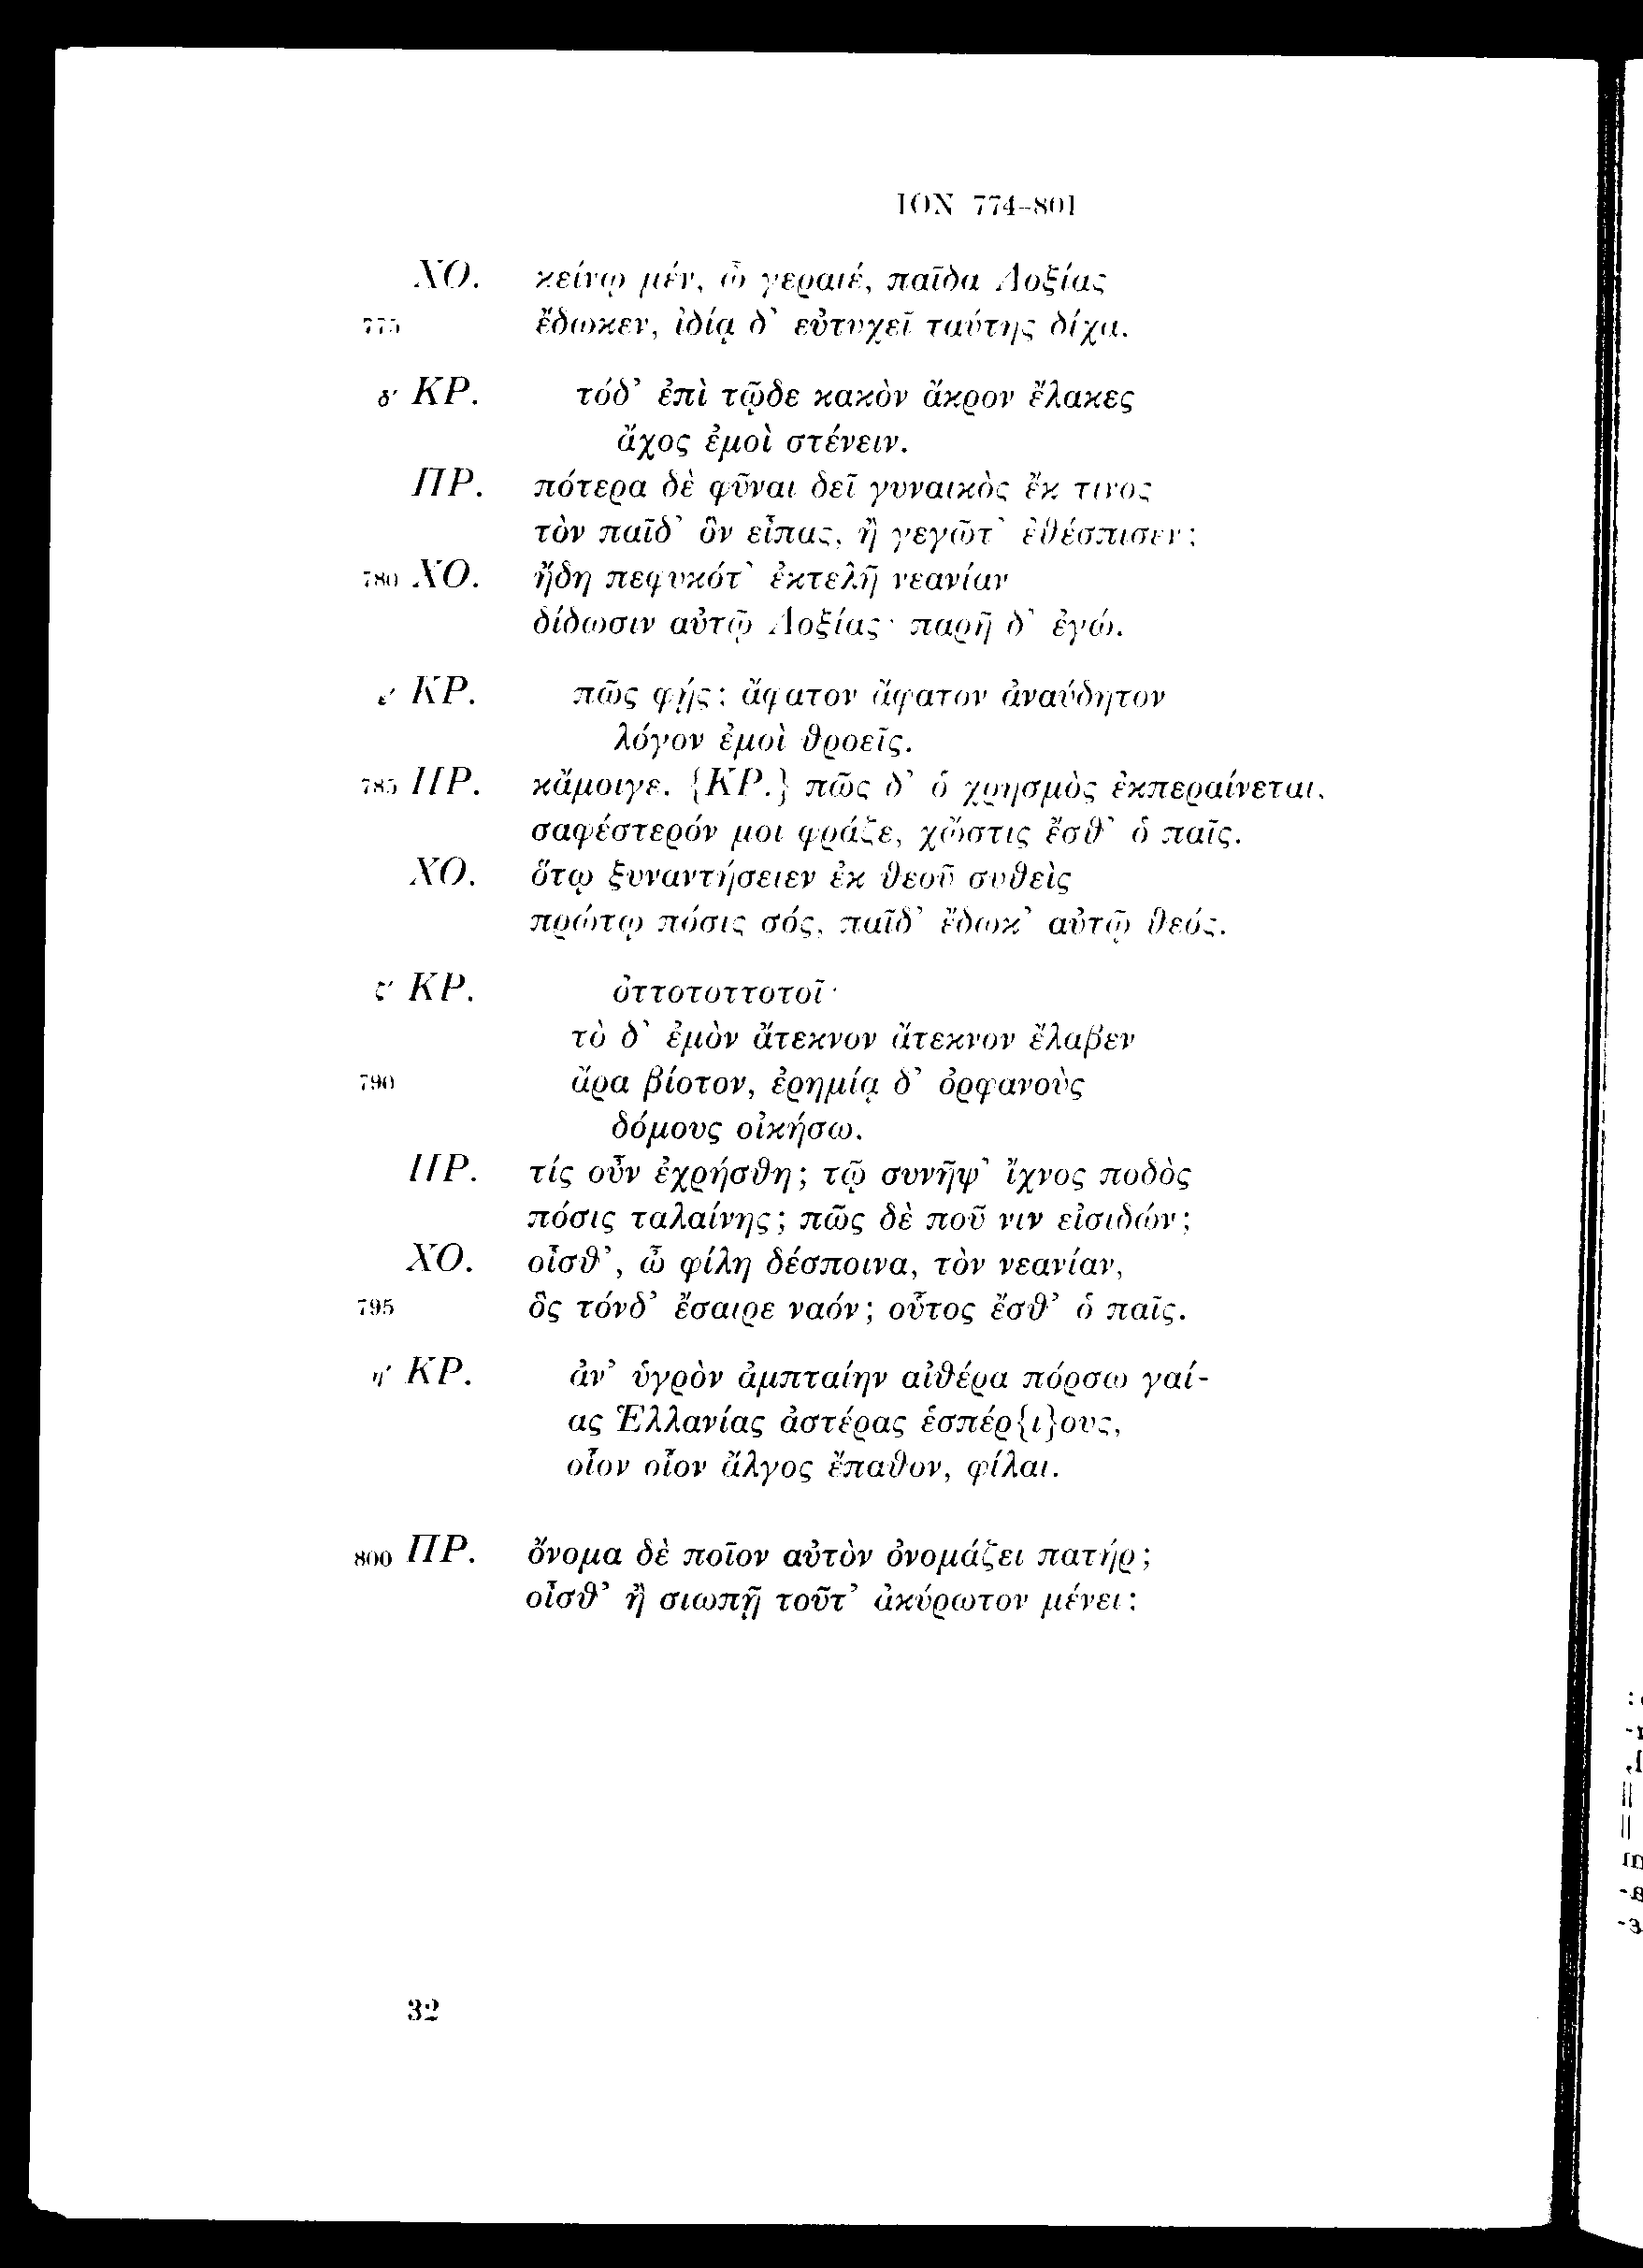 ΙΟΝ 774–801
ΧΟ. κείνῳ μέν, ὦ γεραιέ, παῖδα Λοξίας
775 ἔδωκεν, ἰδίᾳ δ’ εὐτυχεῖ ταύτης δίχα.
δ′ ΚΡ. τόδ’ ἐπὶ τῷδε κακὸν ἄκρον ἔλακες
ἄχος ἐμοὶ στένειν.
ΠΡ. πότερα δὲ φῦναι δεῖ γυναικὸς ἔκ τινος
τὸν παῖδ’ ὃν εἶπας, ἢ γεγῶτ’ ἐθέσπισεν;
780 ΧΟ. ἤδη πεφυκότ’ ἐκτελῆ νεανίαν
δίδωσιν αὐτῷ Λοξίας· παρῆ δ’ ἐγώ.
ε′ ΚΡ. πῶς φῄς; ἄφατον ἄφατον ἀναύδητον
λόγον ἐμοὶ θροεῖς.
785 ΠΡ. κἄμοιγε. {ΚΡ.} πῶς δ’ ὁ χρησμὸς ἐκπεραίνεται,
σαφέστερόν μοι φράζε, χὤστις ἔσθ’ ὁ παῖς.
ΧΟ. ὅτῳ ξυναντήσειεν ἐκ θεοῦ συθεὶς
πρώτῳ πόσις σός, παῖδ’ ἔδωκ’ αὐτῷ θεός.
ς′ ΚΡ. ὀττοτοττοτοῖ·
τὸ δ’ ἐμὸν ἄτεκνον ἄτεκνον ἔλαβεν
790 ἄρα βίοτον, ἐρημίᾳ δ’ ὀρφανοὺς
δόμους οἰκήσω.
ΠΡ. τίς οὖν ἐχρήσθη; τῷ συνῆψ’ ἴχνος ποδὸς
πόσις ταλαίνης; πῶς δὲ ποῦ νιν εἰσιδών;
ΧΟ. οἶσθ’, ὦ φίλη δέσποινα, τὸν νεανίαν,
795 ὃς τόνδ’ ἔσαιρε ναόν; οὗτος ἔσθ’ ὁ παῖς.
η′ ΚΡ. ἀν’ ὑγρὸν ἀμπταίην αἰθέρα πόρσω γαί-
ας Ἑλλανίας ἀστέρας ἑσπέρ{ι}ους,
οἷον οἷον ἄλγος ἔπαθον, φίλαι.
800 ΠΡ. ὄνομα δὲ ποῖον αὐτὸν ὀνομάζει πατήρ;
οἶσθ’ ἢ σιωπῇ τοῦτ’ ἀκύρωτον μένει;
32